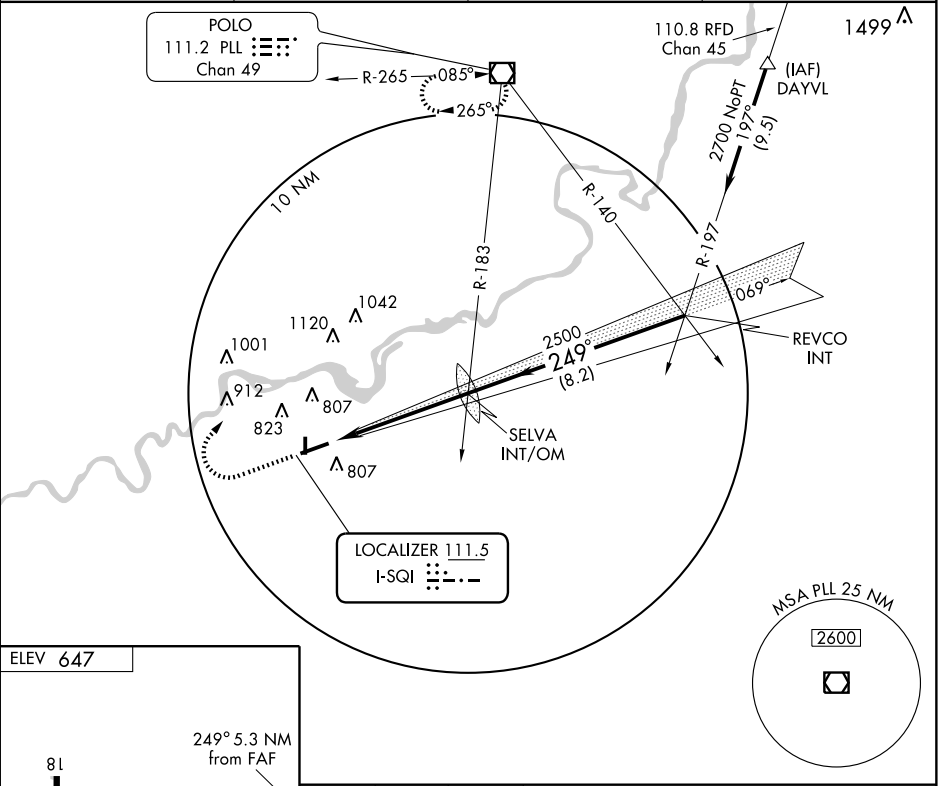 POLO
111.2 PLL
Chan 49
R-265
085°
265°
110.8 RFD
Chan 45
1499
(IAF)
DAYVL
2700 NoPT
197°
(9.5)
10 NM
R-140
R-183
R-197
069°
REVCO
INT
2500
249°
(8.2)
1042
1120
1001
912
823
807
807
SELVA
INT/OM
LOCALIZER 111.5
I-SQI
MSA PLL 25 NM
2600
ELEV 647
249° 5.3 NM
from FAF
18